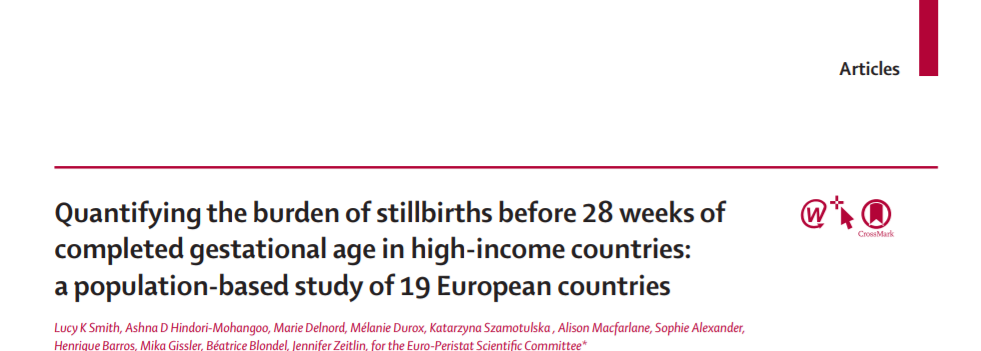 Articles
Quantifying the burden of stillbirths before 28 weeks of
completed gestational age in high-income countries:
a population-based study of 19 European countries
W
CrossMark
Lucy K Smith, Ashna D Hindori-Mohangoo, Marie Delnord, Mélanie Durox, Katarzyna Szamotulska , Alison Macfarlane, Sophie Alexander,
Henrique Barros, Mika Gissler, Béatrice Blondel, Jennifer Zeitlin, for the Euro-Peristat Scientific Committee*